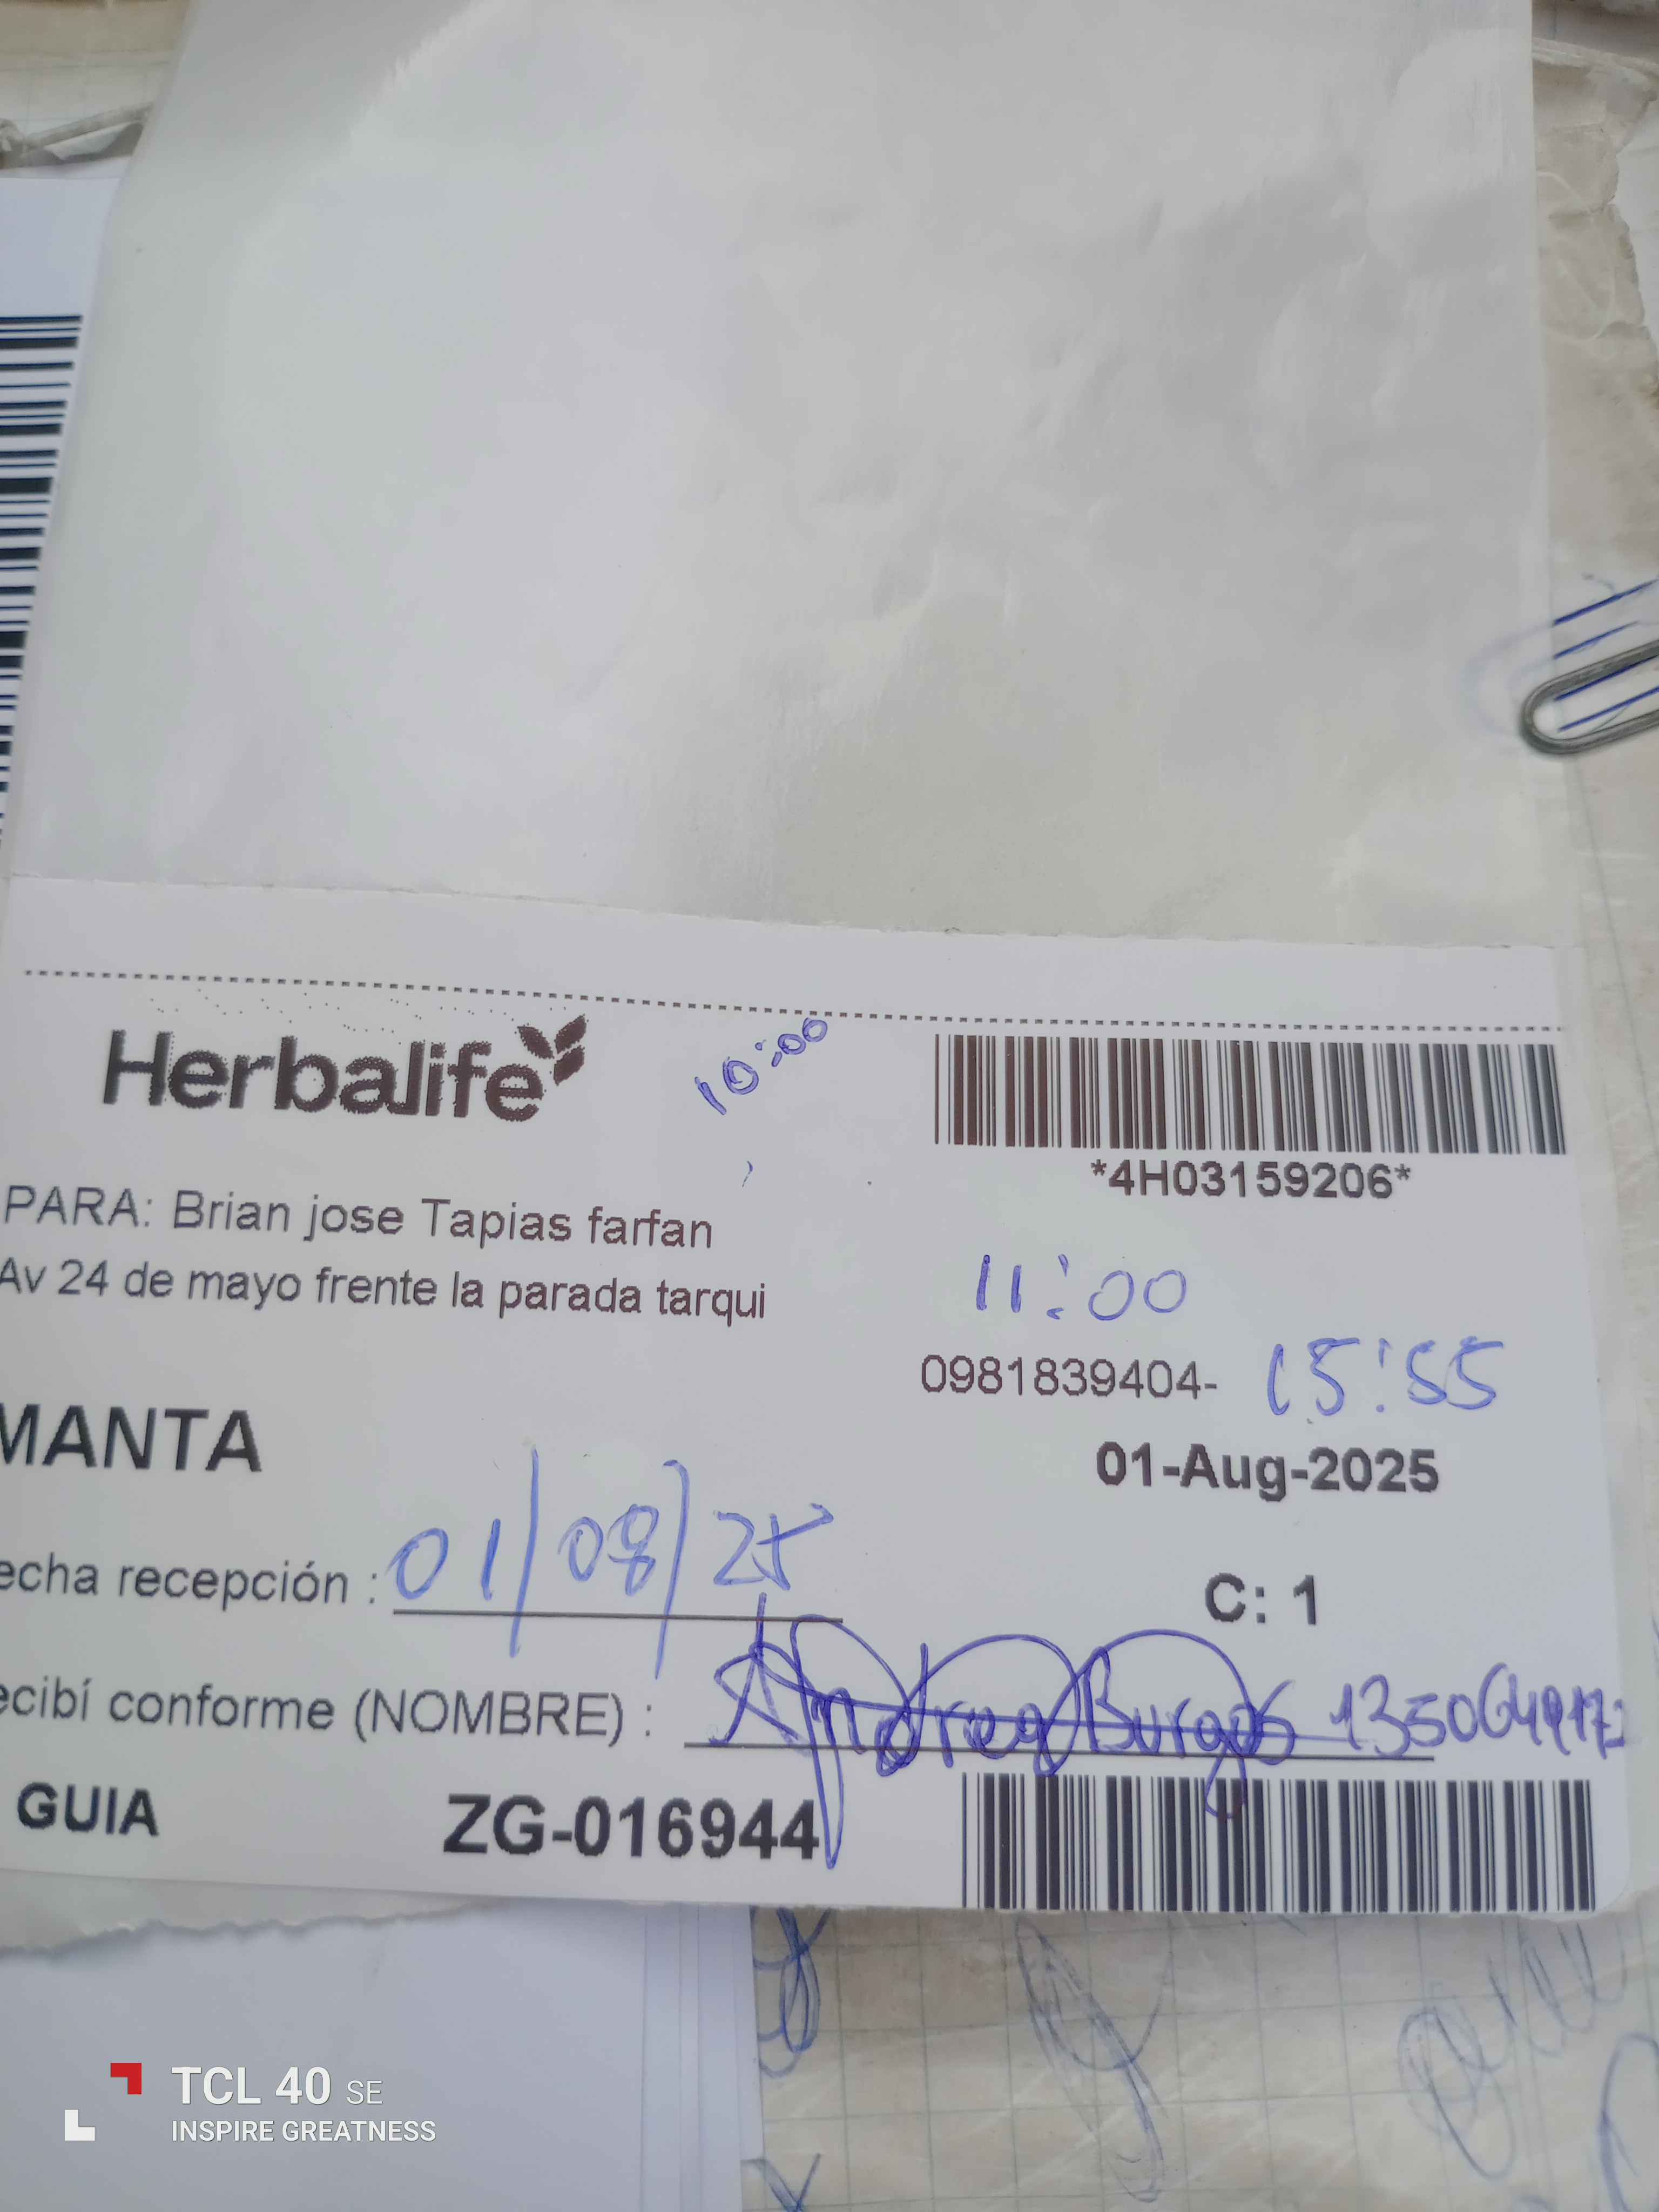 Herbalife
10:00
*4H03159206*
PARA: Brian jose Tapias farfan
Av 24 de mayo frente la parada tarqui
11:00
0981839404- 15:55
MANTA
01-Aug-2025
echa recepción : 01/08/25
C: 1
ecibí conforme (NOMBRE) : Andrea Burgos
GUIA ZG-016944
TCL 40 SE
INSPIRE GREATNESS